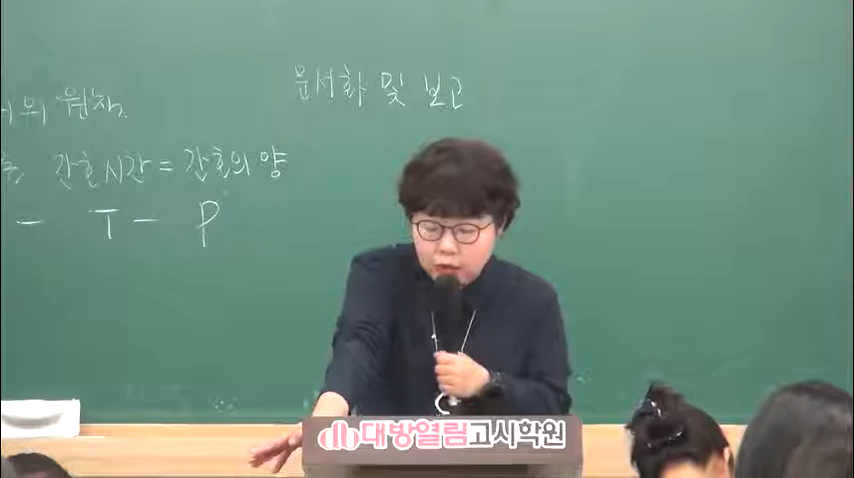 문서화 및 보고
위 원칙
간호시간 = 간호의 양
- T - P
대방열림고시학원